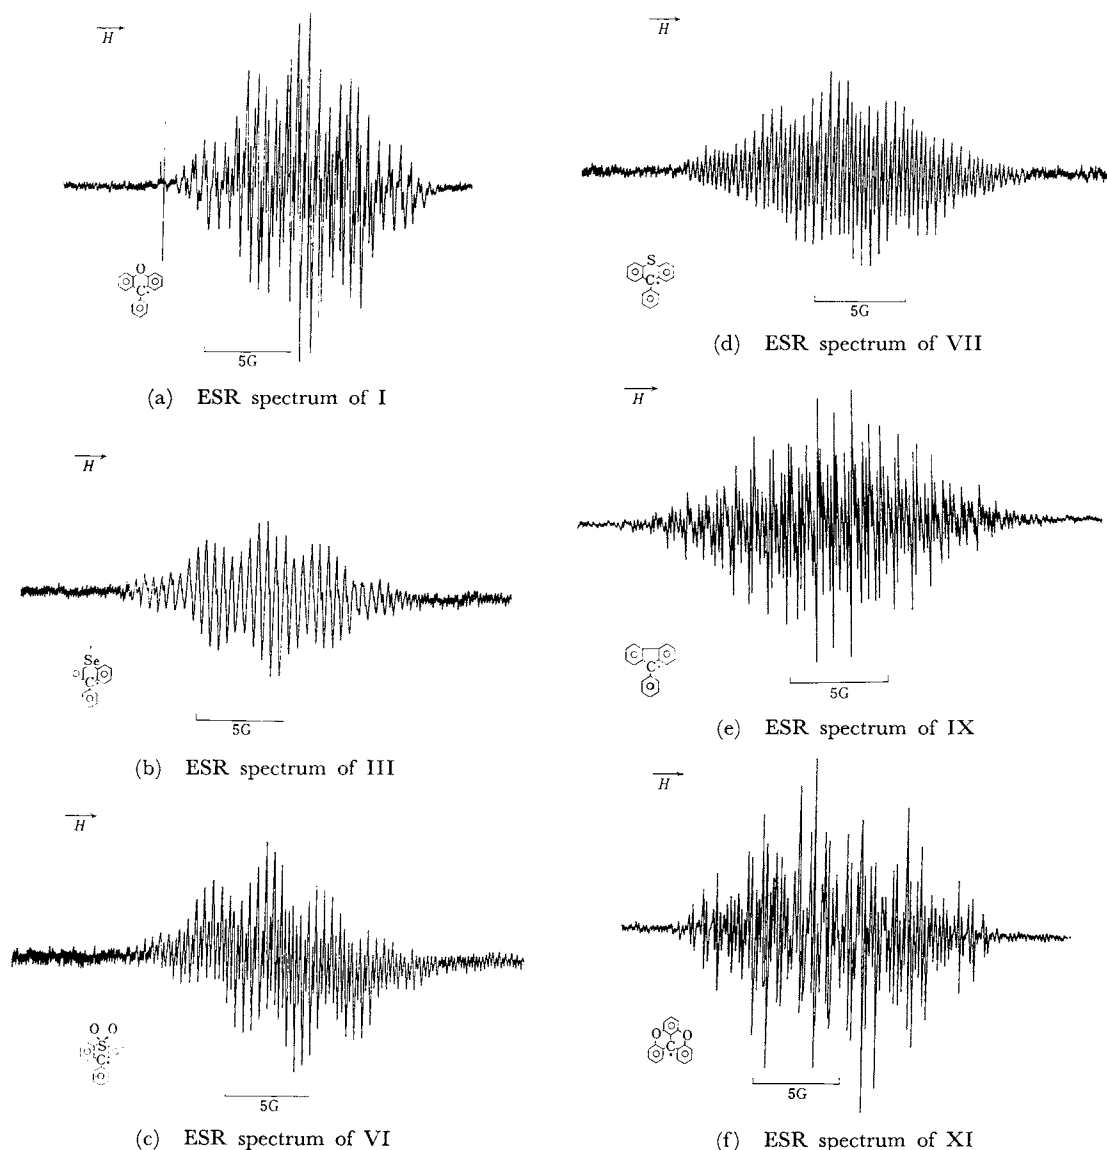 H
O
C·
5G
(a) ESR spectrum of I
H
Se
C
5G
(b) ESR spectrum of III
H
O O
S
C·
5G
(c) ESR spectrum of VI
H
S
C·
5G
(d) ESR spectrum of VII
H
C·
5G
(e) ESR spectrum of IX
H
O C O
5G
(f) ESR spectrum of XI